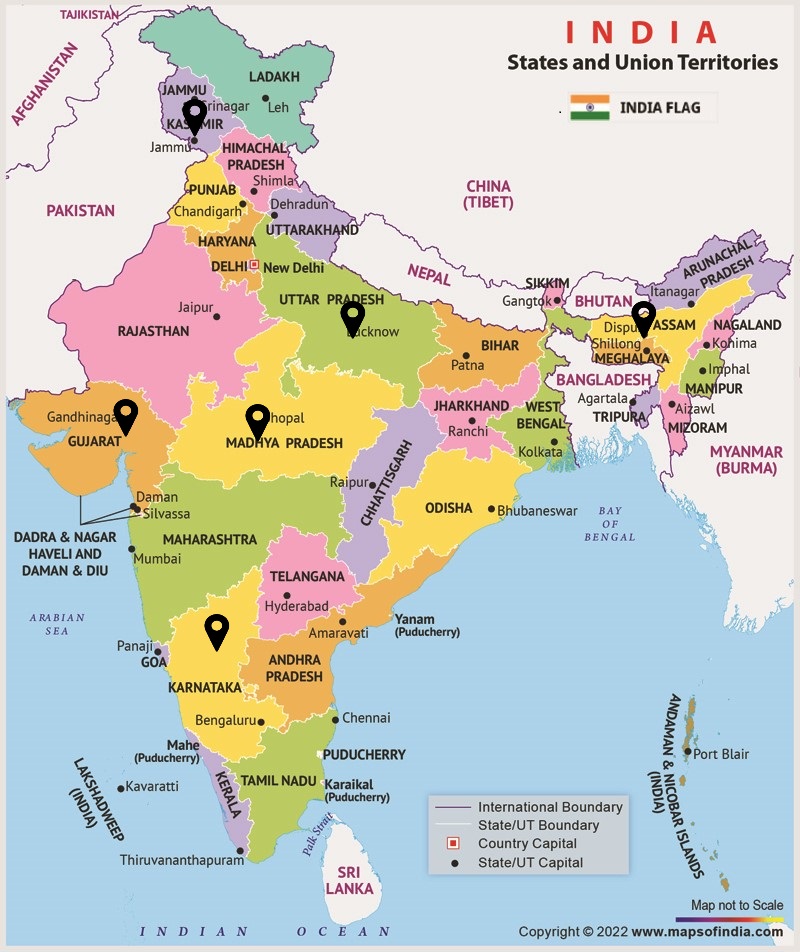 TAJIKISTAN
INDIA
States and Union Territories
INDIA FLAG
AFGHANISTAN
LADAKH
Leh
JAMMU
Srinagar
KASHMIR
Jammu
HIMACHAL
PRADESH
Shimla
PUNJAB
Chandigarh
Dehradun
UTTARAKHAND
CHINA
(TIBET)
PAKISTAN
HARYANA
DELHI
New Delhi
NEPAL
ARUNACHAL
PRADESH
Itanagar
SIKKIM
Gangtok
BHUTAN
UTTAR PRADESH
Lucknow
Jaipur
RAJASTHAN
Dispur
ASSAM
NAGALAND
Shillong
Kohima
MEGHALAYA
BIHAR
Patna
Imphal
MANIPUR
BANGLADESH
Agartala
TRIPURA
Aizawl
MIZORAM
MYANMAR
(BURMA)
Gandhinagar
GUJARAT
Bhopal
MADHYA PRADESH
JHARKHAND
Ranchi
WEST
BENGAL
Kolkata
Raipur
CHHATTISGARH
ODISHA
Bhubaneswar
BAY
OF
BENGAL
Daman
Silvassa
DADRA & NAGAR
HAVELI AND
DAMAN & DIU
MAHARASHTRA
Mumbai
TELANGANA
Hyderabad
Yanam
(Puducherry)
Amaravati
ARABIAN
SEA
Panaji
GOA
ANDHRA
PRADESH
KARNATAKA
Bengaluru
Chennai
Mahe
(Puducherry)
PUDUCHERRY
TAMIL NADU
Karaikal
(Puducherry)
KERALA
LAKSHADWEEP
(INDIA)
Kavaratti
Thiruvananthapuram
Palk Strait
SRI
LANKA
ANDAMAN & NICOBAR ISLANDS
(INDIA)
Port Blair
International Boundary
State/UT Boundary
Country Capital
State/UT Capital
Map not to Scale
INDIAN OCEAN
Copyright © 2022 www.mapsofindia.com